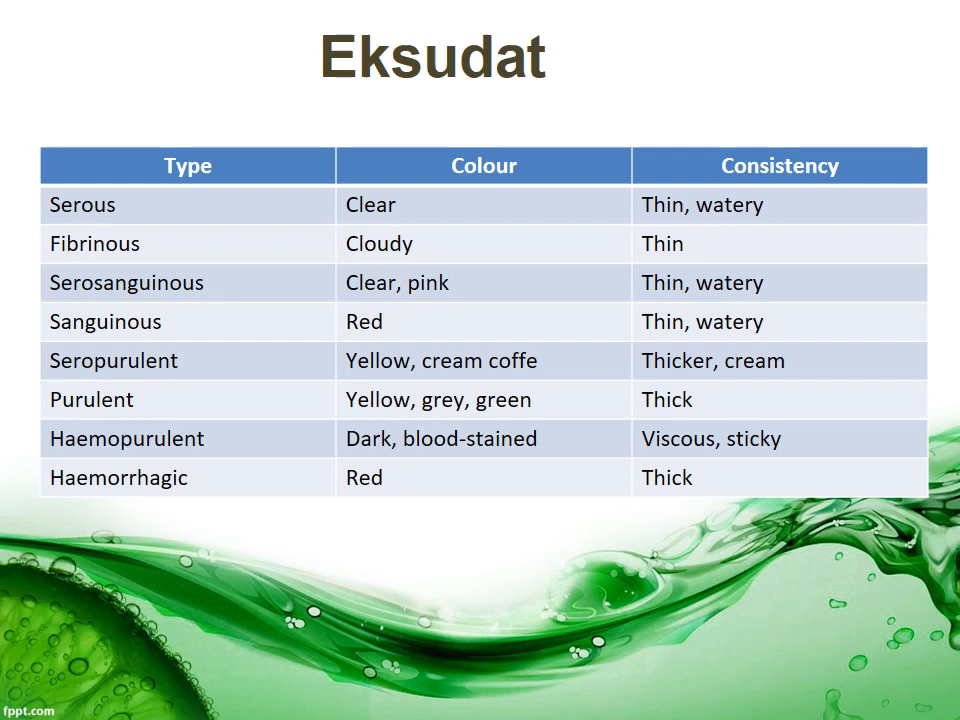 Eksudat
Type Colour Consistency
Serous Clear Thin, watery
Fibrinous Cloudy Thin
Serosanguinous Clear, pink Thin, watery
Sanguinous Red Thin, watery
Seropurulent Yellow, cream coffe Thicker, cream
Purulent Yellow, grey, green Thick
Haemopurulent Dark, blood-stained Viscous, sticky
Haemorrhagic Red Thick
fppt.com